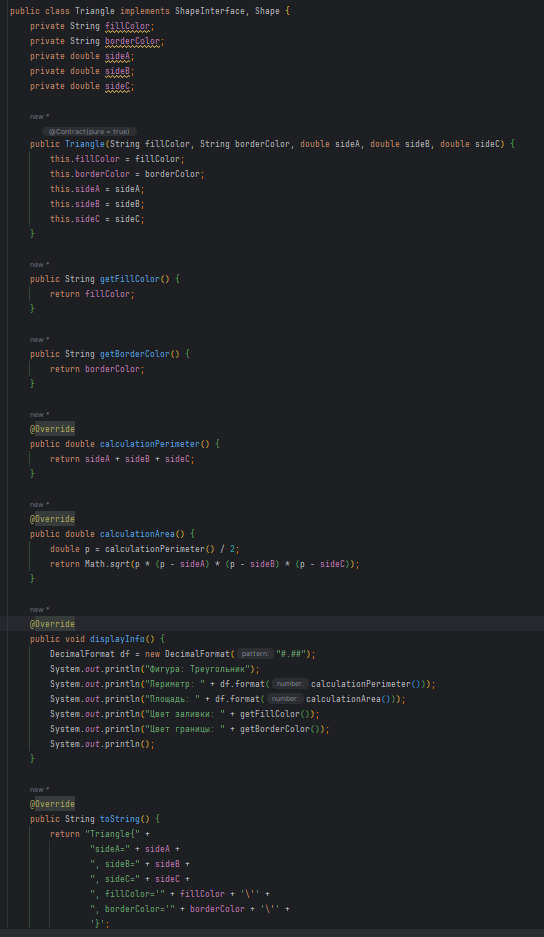 public class Triangle implements ShapeInterface, Shape {
private String fillColor;
private String borderColor;
private double sideA;
private double sideB;
private double sideC;
new *
@Contract(pure = true)
public Triangle(String fillColor, String borderColor, double sideA, double sideB, double sideC) {
this.fillColor = fillColor;
this.borderColor = borderColor;
this.sideA = sideA;
this.sideB = sideB;
this.sideC = sideC;
}
new *
public String getFillColor() {
return fillColor;
}
new *
public String getBorderColor() {
return borderColor;
}
new *
@Override
public double calculationPerimeter() {
return sideA + sideB + sideC;
}
new *
@Override
public double calculationArea() {
double p = calculationPerimeter() / 2;
return Math.sqrt(p * (p - sideA) * (p - sideB) * (p - sideC));
}
new *
@Override
public void displayInfo() {
DecimalFormat df = new DecimalFormat( pattern: "#.##");
System.out.println("Фигура: Треугольник");
System.out.println("Периметр: " + df.format( number: calculationPerimeter()));
System.out.println("Площадь: " + df.format( number: calculationArea()));
System.out.println("Цвет заливки: " + getFillColor());
System.out.println("Цвет границы: " + getBorderColor());
System.out.println();
}
new *
@Override
public String toString() {
return "Triangle{" +
"sideA=" + sideA +
", sideB=" + sideB +
", sideC=" + sideC +
", fillColor='" + fillColor + '\'' +
", borderColor='" + borderColor + '\'' +
'}';